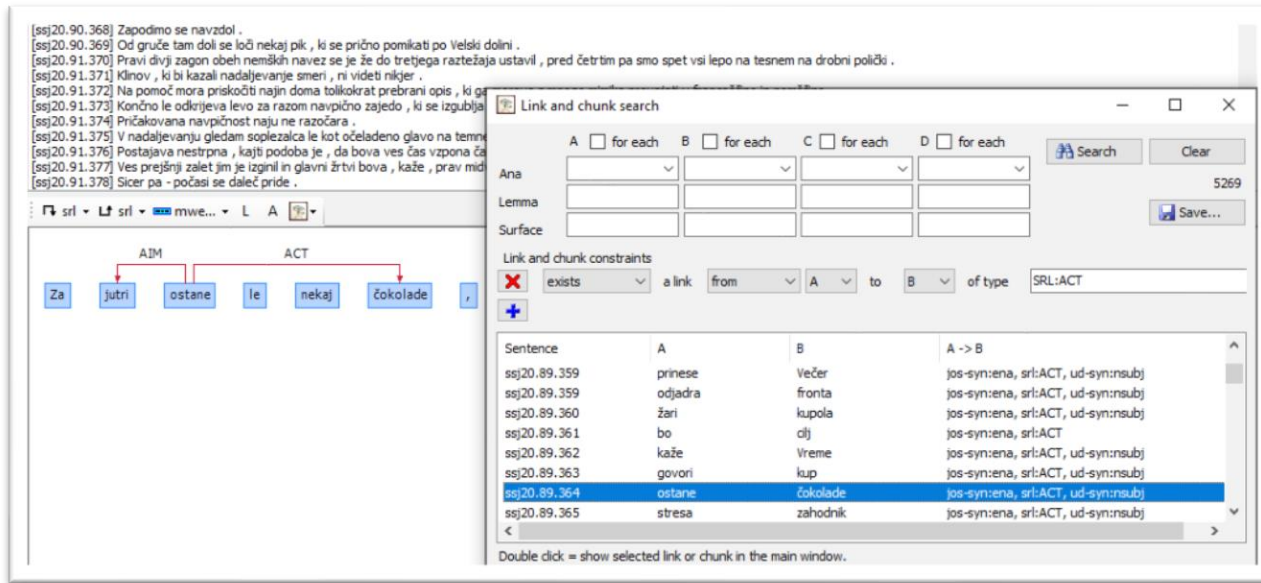 [ssj20.90.368] Zapodimo se navzdol .
[ssj20.90.369] Od gruče tam doli se loči nekaj pik , ki se prično pomikati po Velski dolini .
[ssj20.91.370] Pravi divji zagon obeh nemških navez se je že do tretjega raztežaja ustavil , pred četrtim pa smo spet vsi lepo na tesnem na drobni polički .
[ssj20.91.371] Klinov , ki bi kazali nadaljevanje smeri , ni videti nikjer .
[ssj20.91.372] Na pomoč mora priskočiti najin doma tolikokrat prebrani opis , ki ga
[ssj20.91.373] Končno le odkrijeva levo za razom navpično zajedo , ki se izgublja
[ssj20.91.374] Pričakovana navpičnost naju ne razočara .
[ssj20.91.375] V nadaljevanju gledam soplezalca le kot očeladeno glavo na temne
[ssj20.91.376] Postajava nestrpna , kajti podoba je , da bova ves čas vzpona ča
[ssj20.91.377] Ves prejšnji zalet jim je izginil in glavni žrtvi bova , kaže , prav mid
[ssj20.91.378] Sicer pa - počasi se daleč pride .
srl srl mwe... L A
AIM ACT
Za jutri ostane le nekaj čokolade ,
Link and chunk search
A for each B for each C for each D for each
Search Clear
Ana
5269
Lemma
Save...
Surface
Link and chunk constraints
exists a link from A to B of type SRL:ACT
Sentence A B A -> B
ssj20.89.359 prinese Večer jos-syn:ena, srl:ACT, ud-syn:nsubj
ssj20.89.359 odjadra fronta jos-syn:ena, srl:ACT, ud-syn:nsubj
ssj20.89.360 žari kupola jos-syn:ena, srl:ACT, ud-syn:nsubj
ssj20.89.361 bo cilj jos-syn:ena, srl:ACT
ssj20.89.362 kaže Vreme jos-syn:ena, srl:ACT, ud-syn:nsubj
ssj20.89.363 govori kup jos-syn:ena, srl:ACT, ud-syn:nsubj
ssj20.89.364 ostane čokolade jos-syn:ena, srl:ACT, ud-syn:nsubj
ssj20.89.365 stresa zahodnik jos-syn:ena, srl:ACT, ud-syn:nsubj
Double click = show selected link or chunk in the main window.